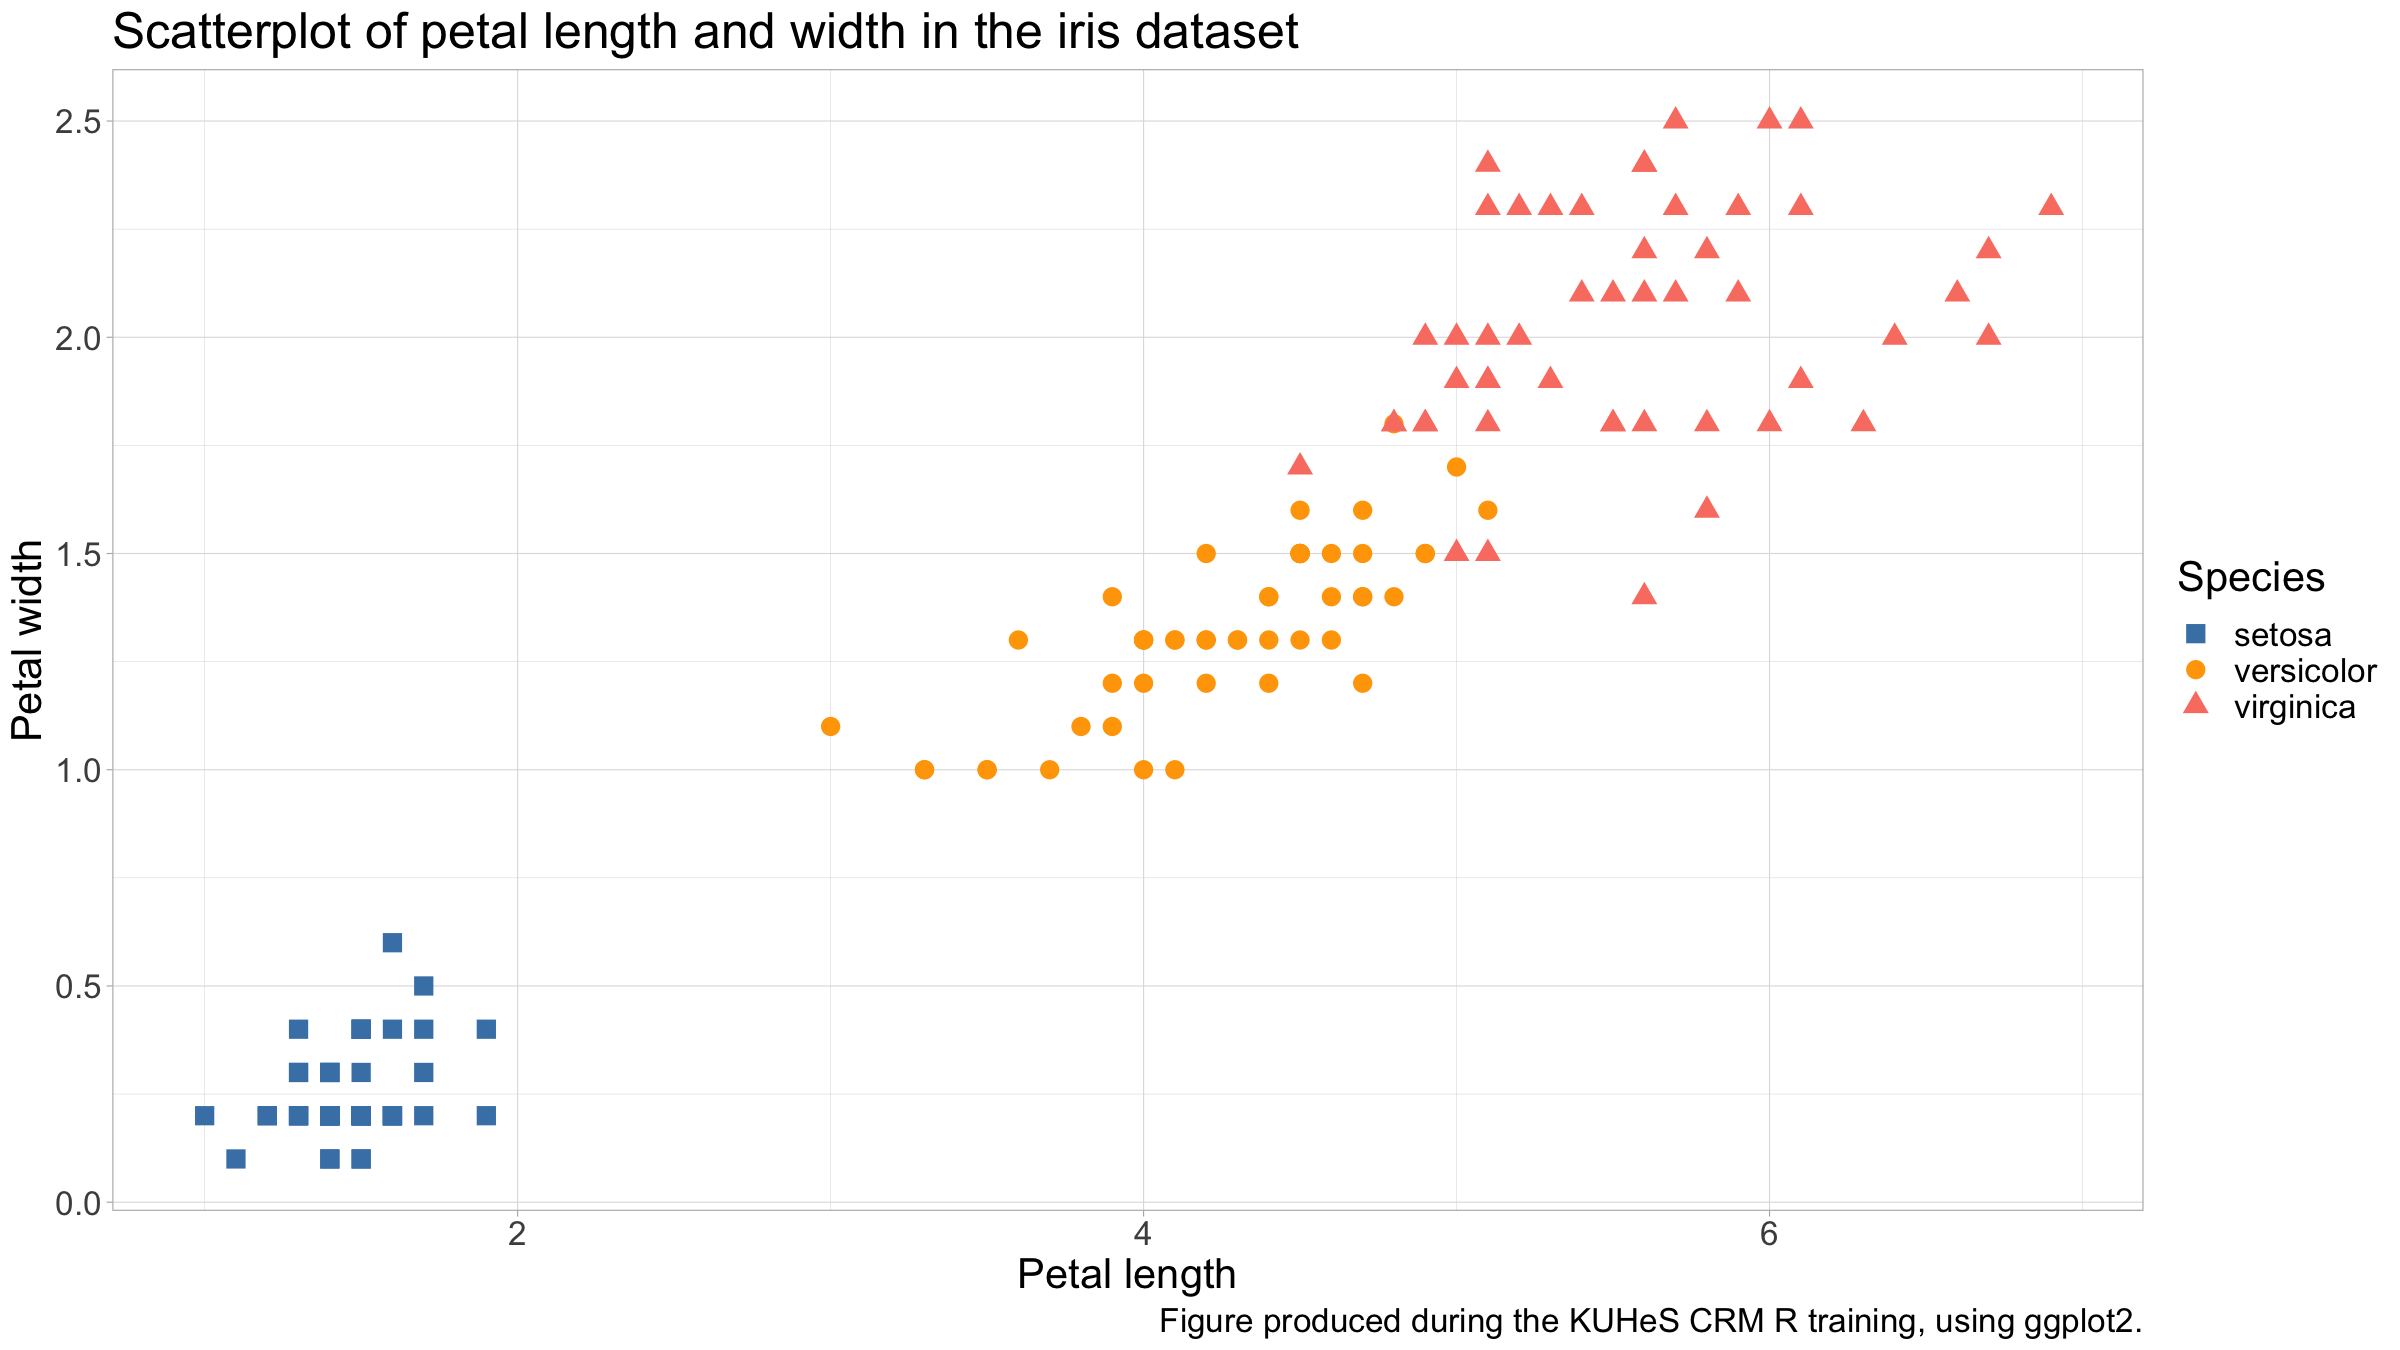 Scatterplot of petal length and width in the iris dataset
2.5
2.0
1.5
1.0
0.5
0.0
Petal width
2
4
6
Petal length
Species
setosa
versicolor
virginica
Figure produced during the KUHeS CRM R training, using ggplot2.